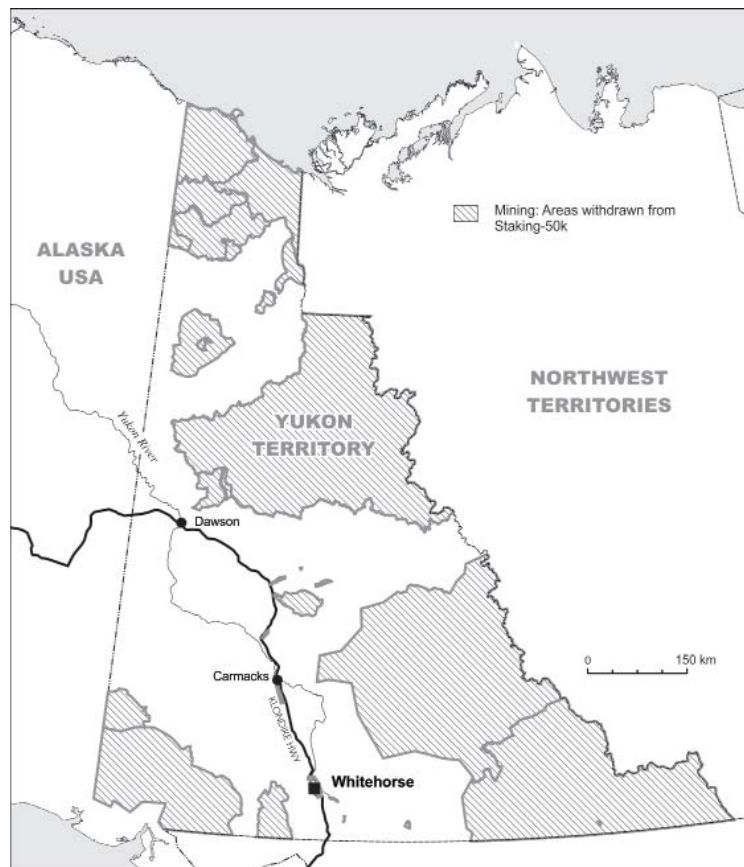 Mining: Areas withdrawn from
Staking-50k
ALASKA
USA
NORTHWEST
TERRITORIES
YUKON
TERRITORY
Yukon River
Dawson
Carmacks
KLONDIKE HWY
0 150 km
Whitehorse